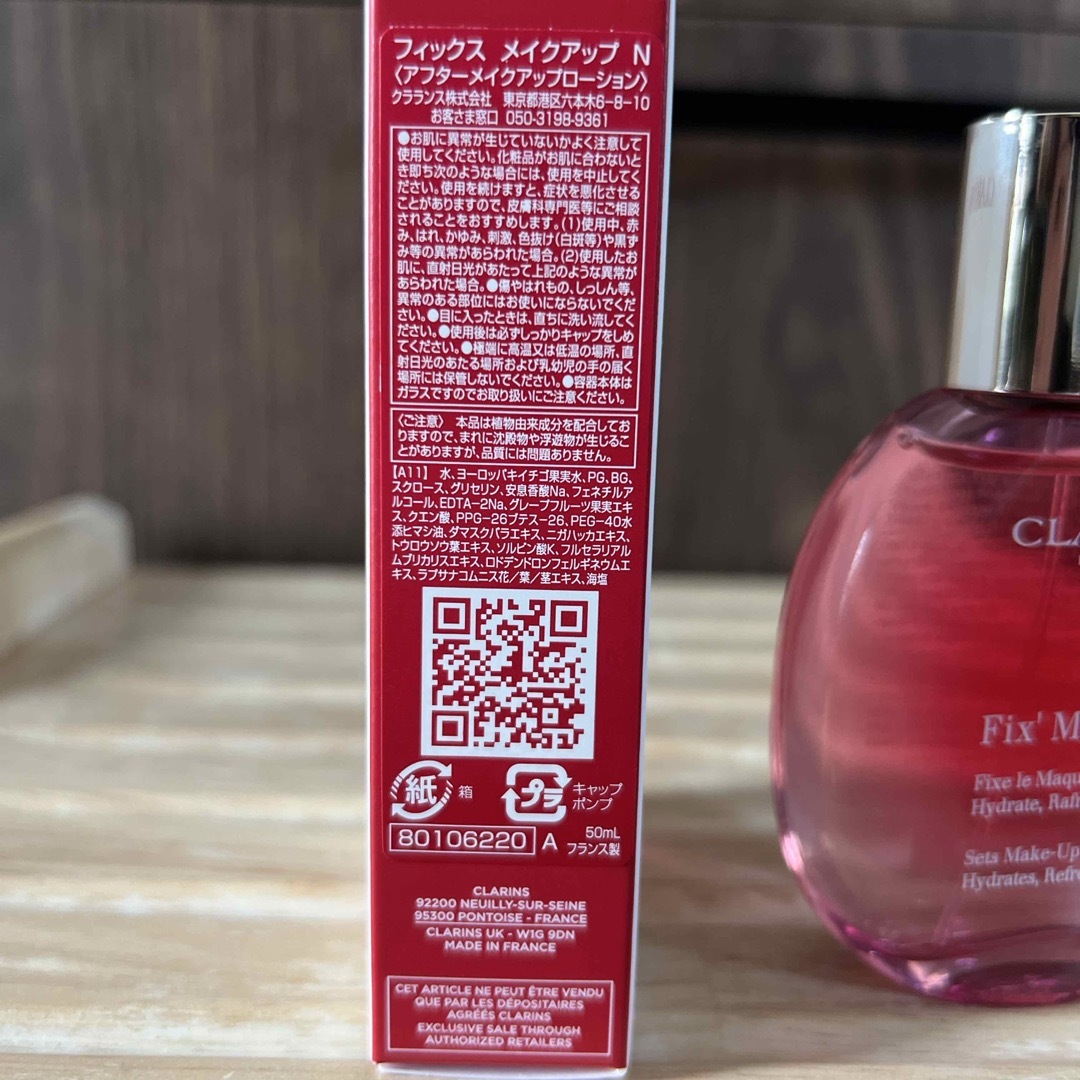 フィックス メイクアップ N
〈アフターメイクアップローション〉
クラランス株式会社 東京都港区六本木6-8-10
お客さま窓口 050-3198-9361
●お肌に異常が生じていないかよく注意して
使用してください。化粧品がお肌に合わないと
き即ち次のような場合には、使用を中止してく
ださい。使用を続けますと、症状を悪化させる
ことがありますので、皮膚科専門医等にご相談
されることをおすすめします。(1)使用中、赤
み、はれ、かゆみ、刺激、色抜け(白斑等)や黒ず
み等の異常があらわれた場合。(2)使用したお
肌に、直射日光があたって上記のような異常が
あらわれた場合。●傷やはれもの、しっしん等、
異常のある部位にはお使いにならないでくだ
さい。●目に入ったときは、直ちに洗い流してく
ださい。●使用後は必ずしっかりキャップをしめ
てください。●極端に高温又は低温の場所、直
射日光のあたる場所および乳幼児の手の届く
場所には保管しないでください。●容器本体は
ガラスですのでお取り扱いにご注意ください。
〈ご注意〉 本品は植物由来成分を配合してお
りますので、まれに沈殿物や浮遊物が生じるこ
とがありますが、品質には問題ありません。
[A11] 水、ヨーロッパキイチゴ果実水、PG、BG、
スクロース、グリセリン、安息香酸Na、フェネチルア
ルコール、EDTA-2Na、グレープフルーツ果実エキ
ス、クエン酸、PPG-26ブテス-26、PEG-40水
添ヒマシ油、ダマスクバラエキス、ニガハッカエキス、
トウロウソウ葉エキス、ソルビン酸K、フルセラリアル
ムブリカリスエキス、ロドデンドロンフェルギネウムエ
キス、ラプサナコムニス花/葉/茎エキス、海塩
紙 箱
プラ キャップ
ポンプ
80106220 A
50mL
フランス製
CLARINS
92200 NEUILLY-SUR-SEINE
95300 PONTOISE - FRANCE
CLARINS UK - W1G 9DN
MADE IN FRANCE
CET ARTICLE NE PEUT ÊTRE VENDU
QUE PAR LES DÉPOSITAIRES
AGRÉÉS CLARINS
EXCLUSIVE SALE THROUGH
AUTHORIZED RETAILERS
CLA
Fix' M
Fixe le Maqu
Hydrate, Rafr
Sets Make-Up
Hydrates, Refre